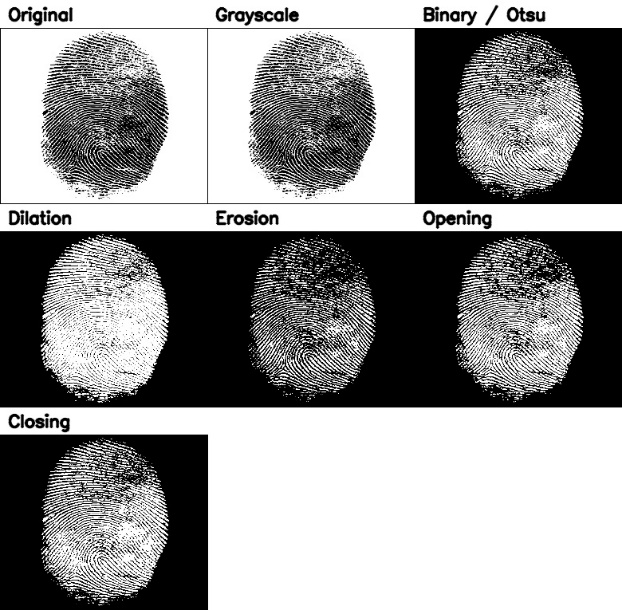 Original
Grayscale
Binary / Otsu
Dilation
Erosion
Opening
Closing